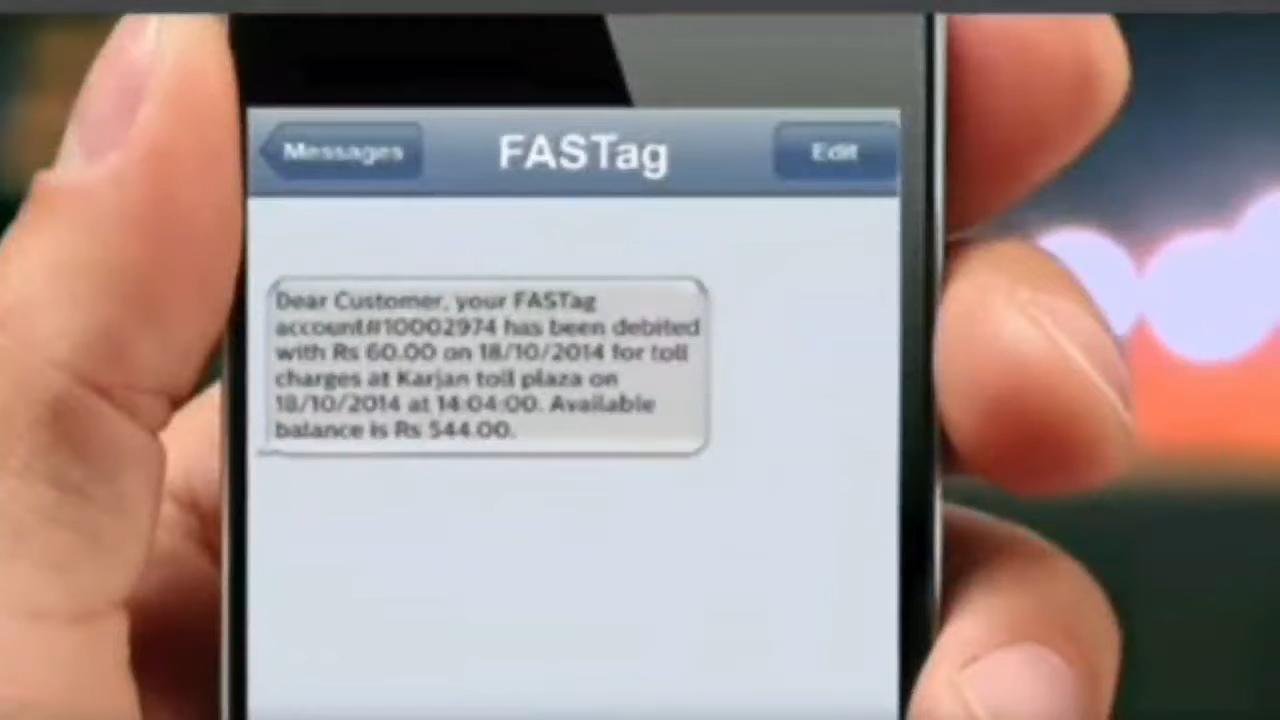 Messages
FASTag
Edit
Dear Customer, your FASTag
account#10002974 has been debited
with Rs 60.00 on 18/10/2014 for toll
charges at Karjan toll plaza on
18/10/2014 at 14:04:00. Available
balance is Rs 544.00.